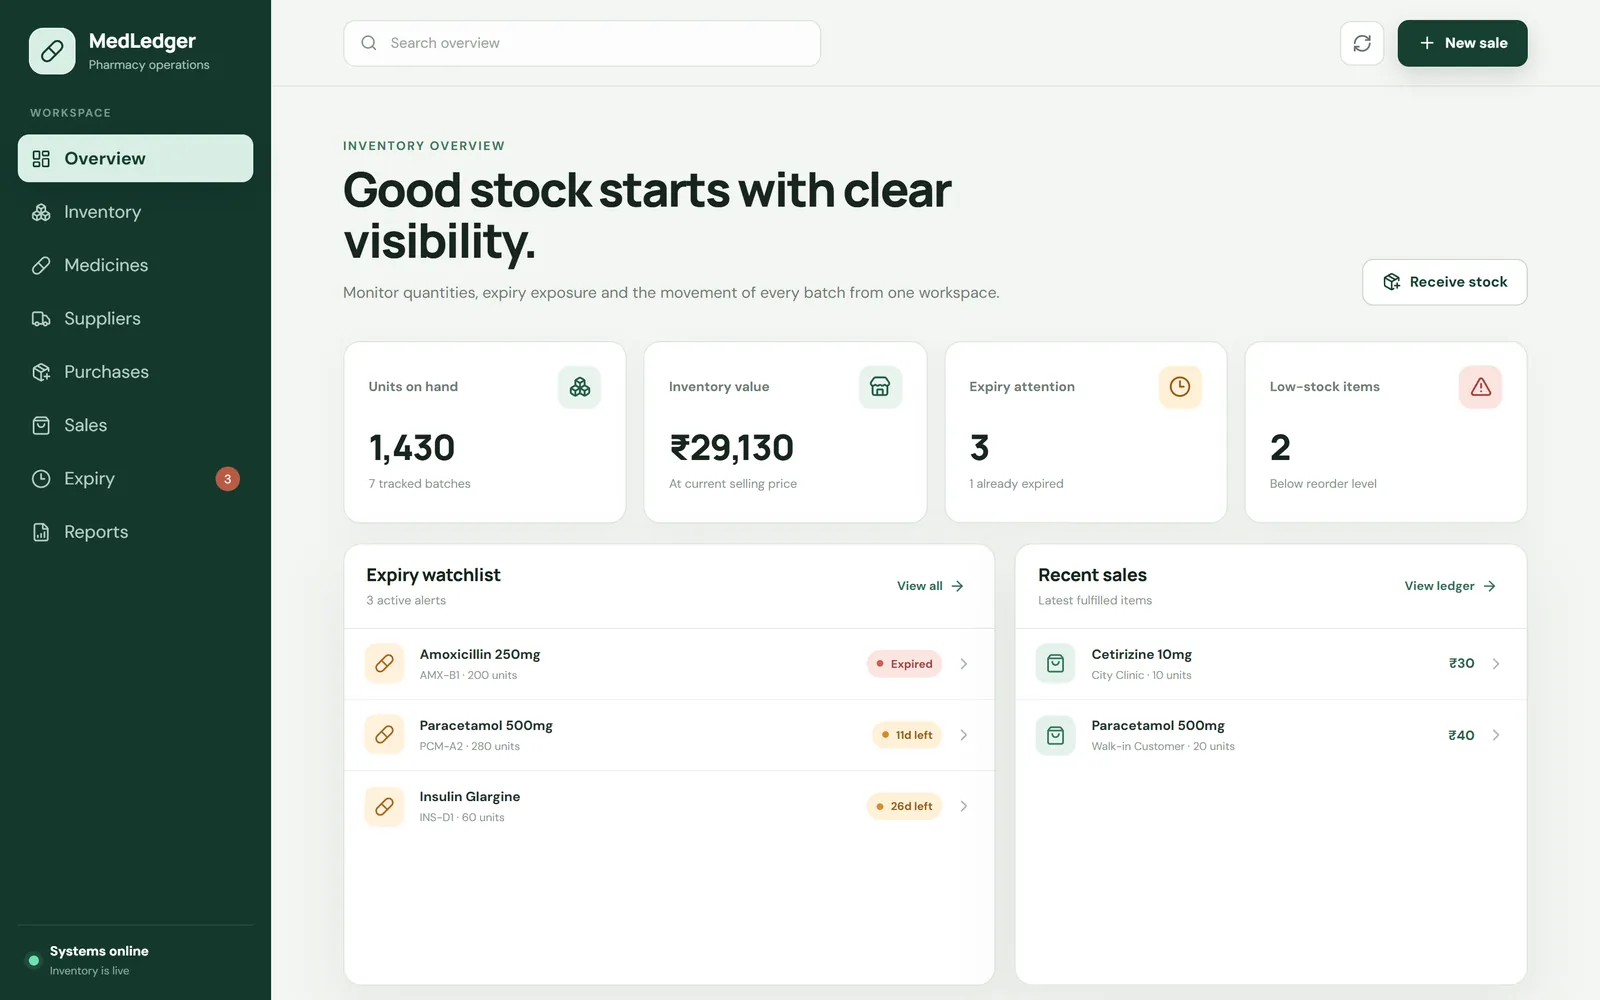 MedLedger
Pharmacy operations
WORKSPACE
Overview
Inventory
Medicines
Suppliers
Purchases
Sales
Expiry
3
Reports
Systems online
Inventory is live
Search overview
New sale
INVENTORY OVERVIEW
Good stock starts with clear
visibility.
Monitor quantities, expiry exposure and the movement of every batch from one workspace.
Receive stock
Units on hand
1,430
7 tracked batches
Inventory value
₹29,130
At current selling price
Expiry attention
3
1 already expired
Low-stock items
2
Below reorder level
Expiry watchlist
3 active alerts
View all
Amoxicillin 250mg
AMX-B1 · 200 units
Expired
Paracetamol 500mg
PCM-A2 · 280 units
11d left
Insulin Glargine
INS-D1 · 60 units
26d left
Recent sales
Latest fulfilled items
View ledger
Cetirizine 10mg
City Clinic · 10 units
₹30
Paracetamol 500mg
Walk-in Customer · 20 units
₹40